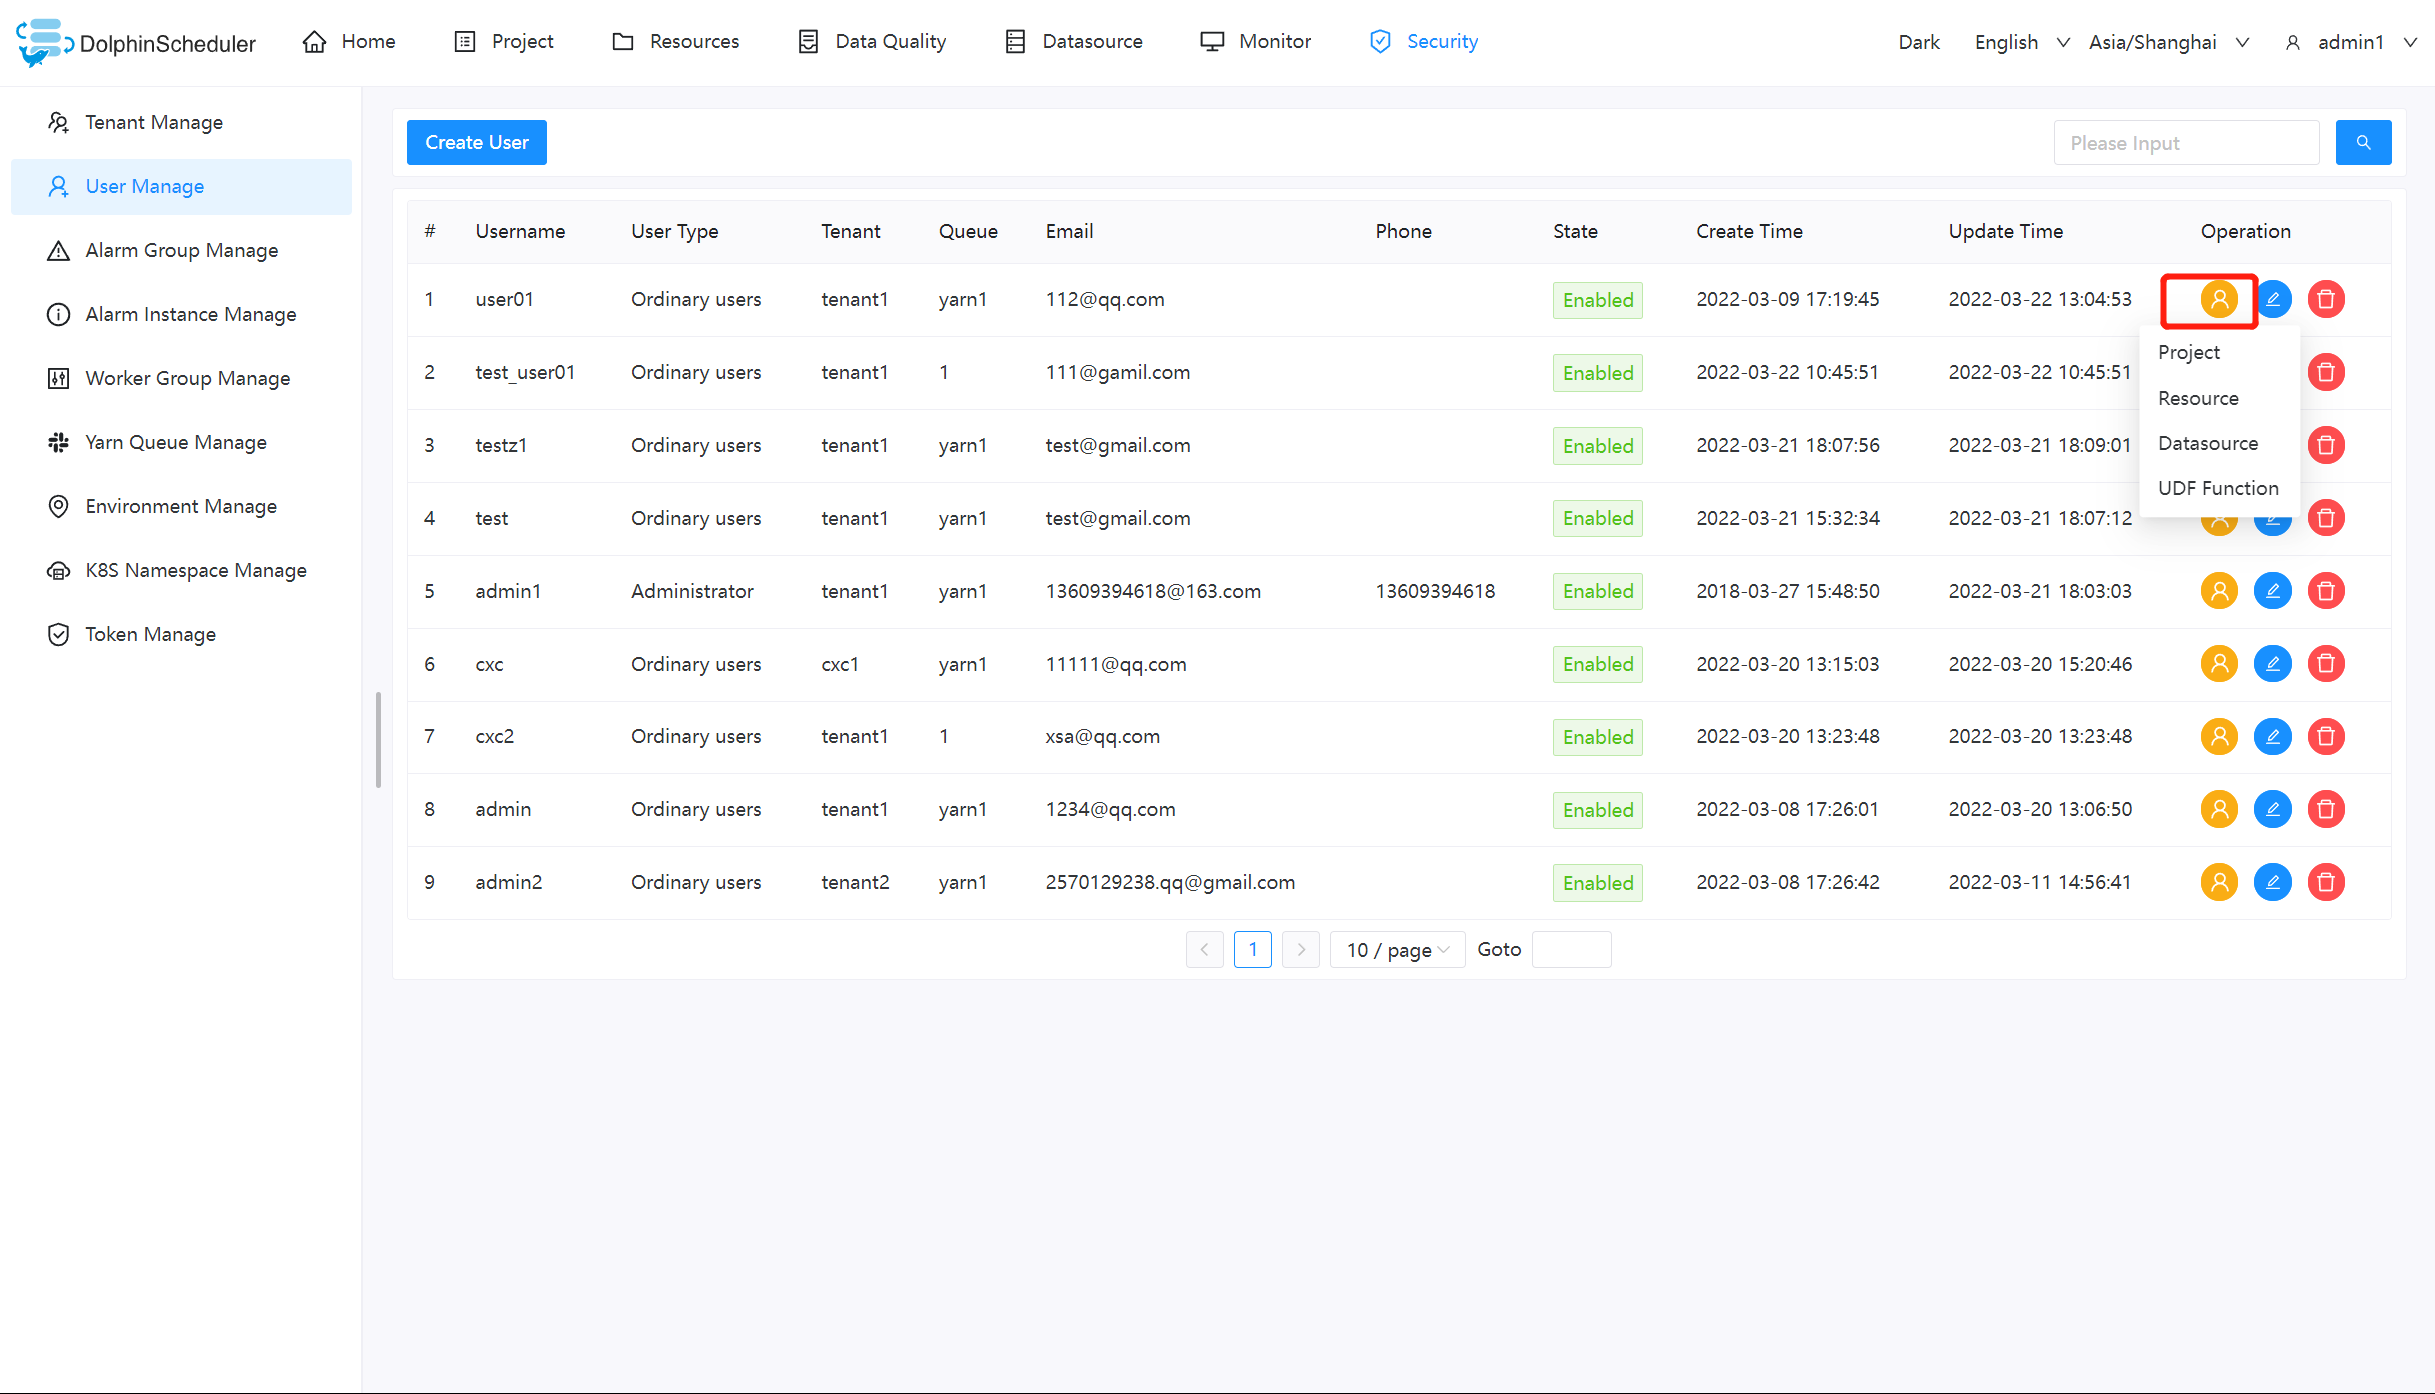 DolphinScheduler Home Project Resources Data Quality Datasource Monitor Security Dark English Asia/Shanghai admin1
Tenant Manage
User Manage
Alarm Group Manage
Alarm Instance Manage
Worker Group Manage
Yarn Queue Manage
Environment Manage
K8S Namespace Manage
Token Manage
Create User Please Input
# Username User Type Tenant Queue Email Phone State Create Time Update Time Operation
1 user01 Ordinary users tenant1 yarn1 112@qq.com Enabled 2022-03-09 17:19:45 2022-03-22 13:04:53
2 test_user01 Ordinary users tenant1 1 111@gamil.com Enabled 2022-03-22 10:45:51 2022-03-22 10:45:51
3 testz1 Ordinary users tenant1 yarn1 test@gmail.com Enabled 2022-03-21 18:07:56 2022-03-21 18:09:01
4 test Ordinary users tenant1 yarn1 test@gmail.com Enabled 2022-03-21 15:32:34 2022-03-21 18:07:12
5 admin1 Administrator tenant1 yarn1 13609394618@163.com 13609394618 Enabled 2018-03-27 15:48:50 2022-03-21 18:03:03
6 cxc Ordinary users cxc1 yarn1 11111@qq.com Enabled 2022-03-20 13:15:03 2022-03-20 15:20:46
7 cxc2 Ordinary users tenant1 1 xsa@qq.com Enabled 2022-03-20 13:23:48 2022-03-20 13:23:48
8 admin Ordinary users tenant1 yarn1 1234@qq.com Enabled 2022-03-08 17:26:01 2022-03-20 13:06:50
9 admin2 Ordinary users tenant2 yarn1 2570129238.qq@gmail.com Enabled 2022-03-08 17:26:42 2022-03-11 14:56:41
Project
Resource
Datasource
UDF Function
1 10 / page Goto